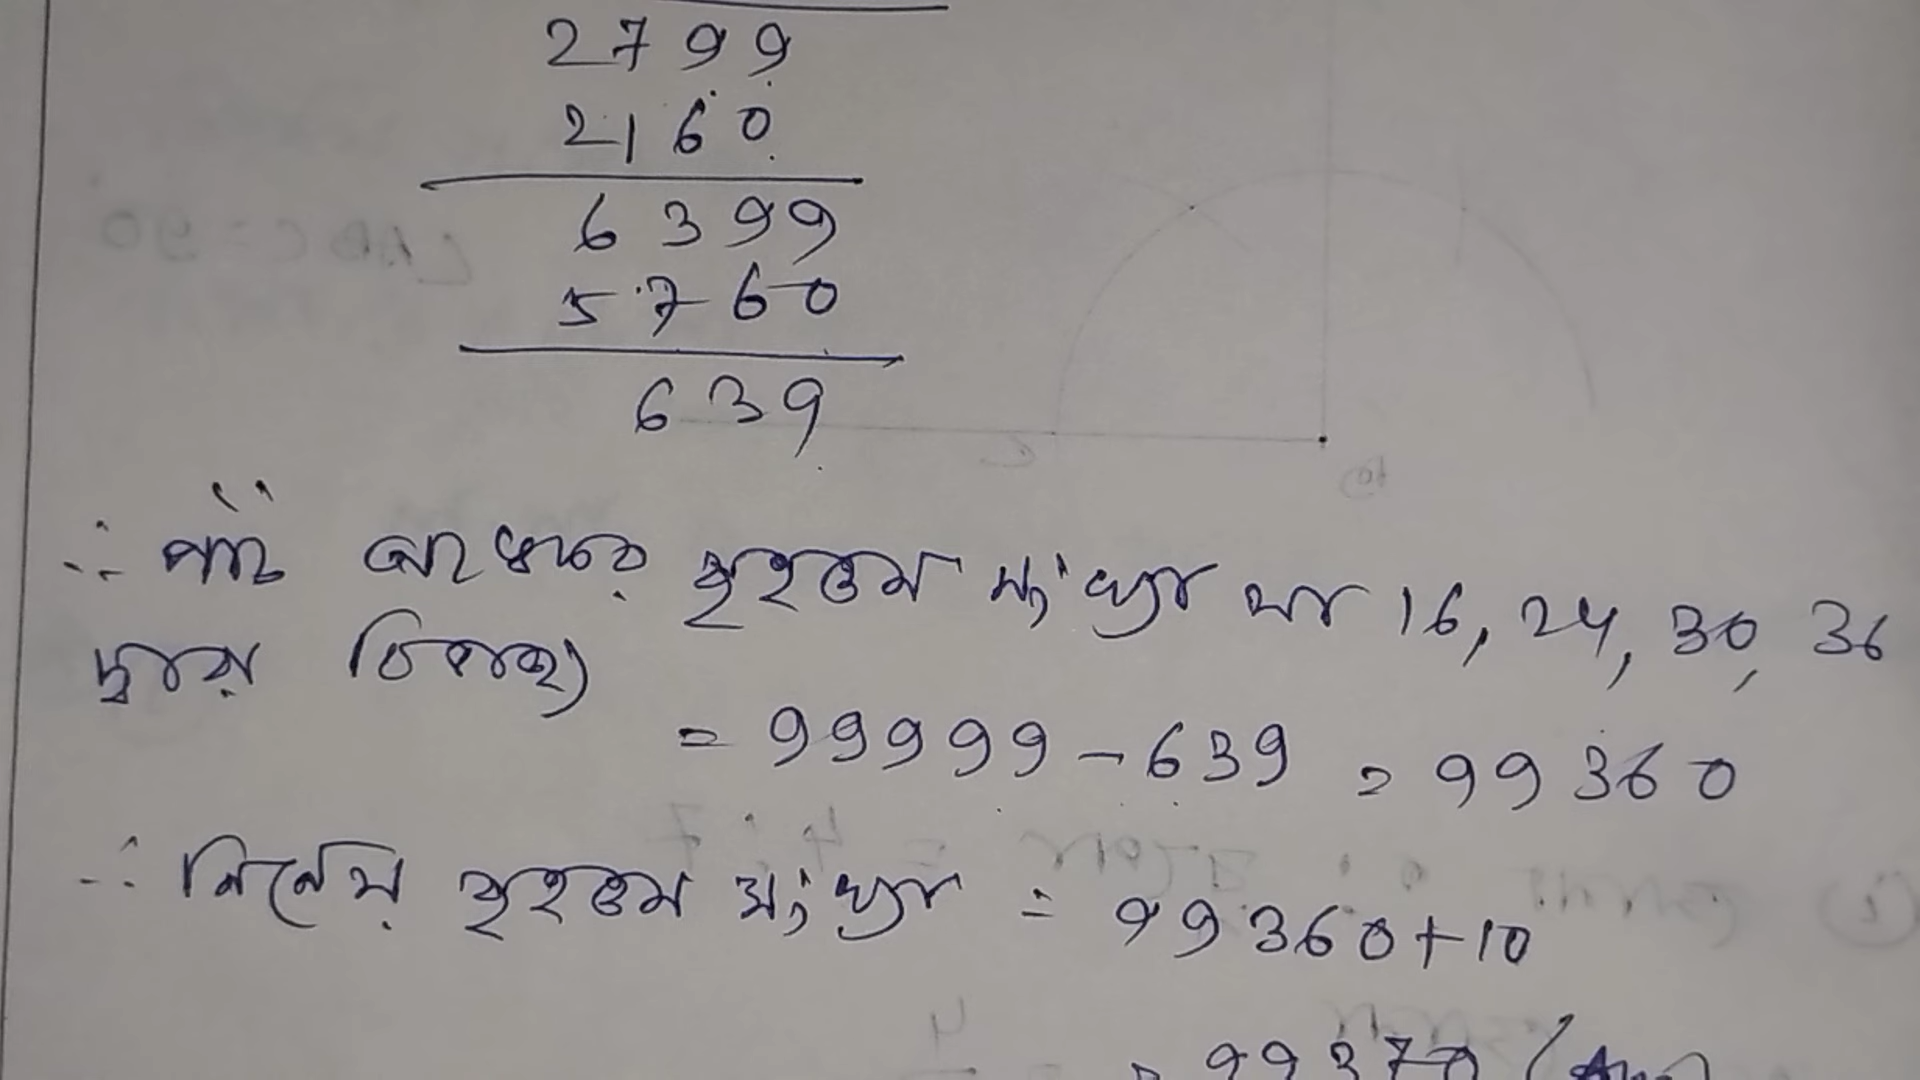 2799
2160
6399
5760
639
∴ পাঁচ অংকের বৃহত্তম সংখ্যা যা 16, 24, 30, 36
দ্বারা বিভাজ্য
= 99999 - 639 = 99360
∴ নির্ণেয় বৃহত্তম সংখ্যা = 99360+10
= 99370 (Ans)